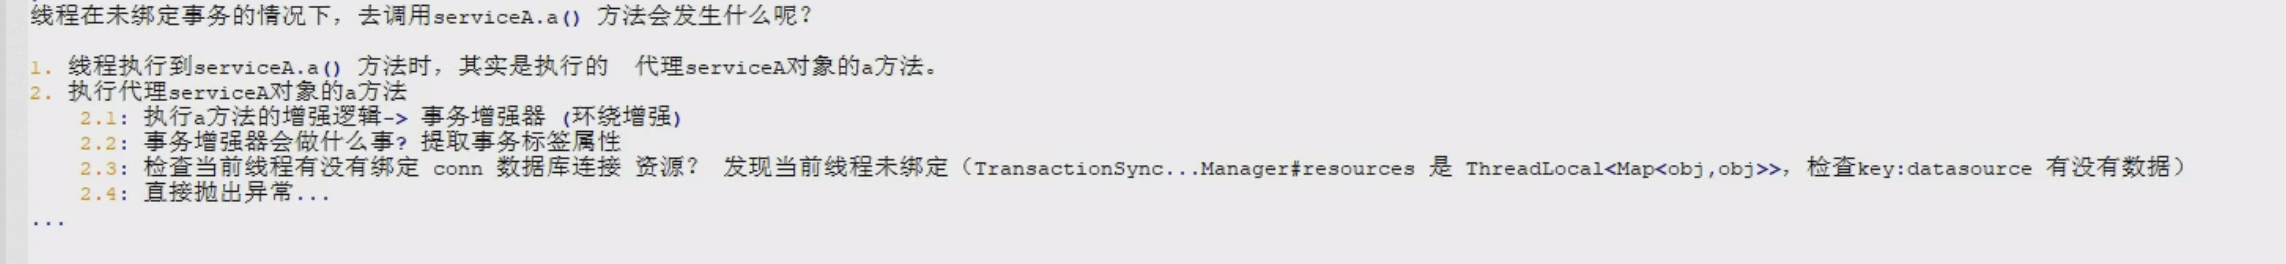 线程在未绑定事务的情况下，去调用serviceA.a() 方法会发生什么呢？
1. 线程执行到serviceA.a() 方法时，其实是执行的 代理serviceA对象的a方法。
2. 执行代理serviceA对象的a方法
2.1: 执行a方法的增强逻辑-> 事务增强器 (环绕增强)
2.2: 事务增强器会做什么事? 提取事务标签属性
2.3: 检查当前线程有没有绑定 conn 数据库连接 资源？ 发现当前线程未绑定（TransactionSync...Manager#resources 是 ThreadLocal<Map<obj,obj>>，检查key:datasource 有没有数据）
2.4: 直接抛出异常...
...